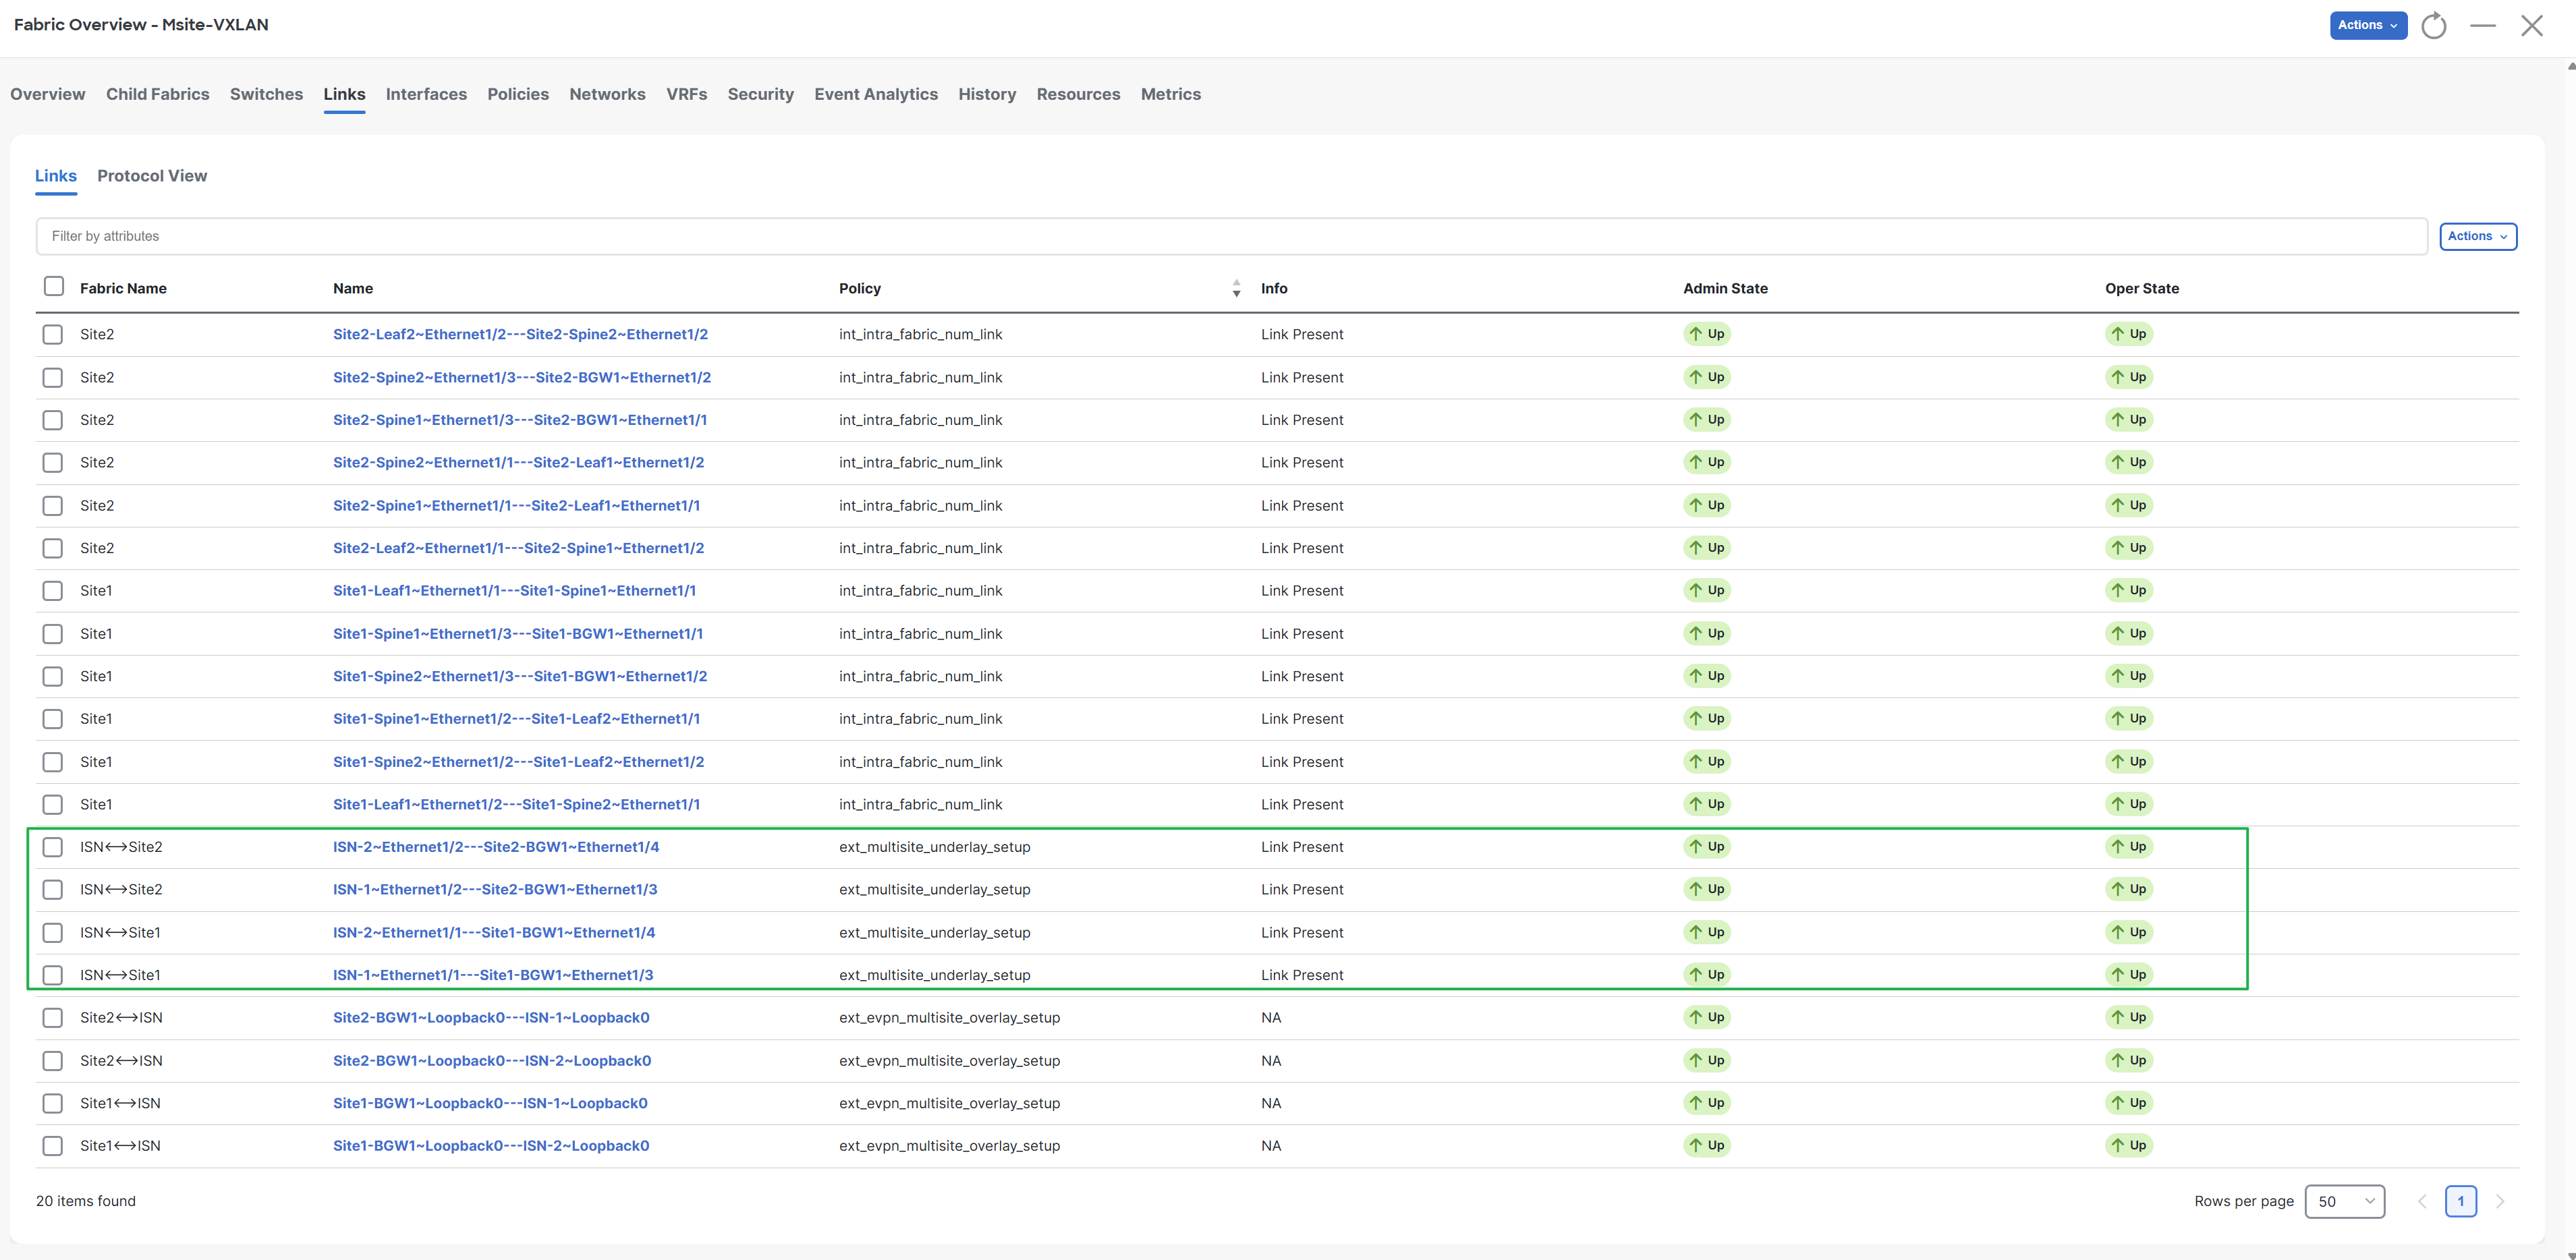 Fabric Overview - Msite-VXLAN
Actions
Overview Child Fabrics Switches Links Interfaces Policies Networks VRFs Security Event Analytics History Resources Metrics
Links Protocol View
Filter by attributes
Actions
Fabric Name Name Policy Info Admin State Oper State
Site2 Site2-Leaf2~Ethernet1/2---Site2-Spine2~Ethernet1/2 int_intra_fabric_num_link Link Present Up Up
Site2 Site2-Spine2~Ethernet1/3---Site2-BGW1~Ethernet1/2 int_intra_fabric_num_link Link Present Up Up
Site2 Site2-Spine1~Ethernet1/3---Site2-BGW1~Ethernet1/1 int_intra_fabric_num_link Link Present Up Up
Site2 Site2-Spine2~Ethernet1/1---Site2-Leaf1~Ethernet1/2 int_intra_fabric_num_link Link Present Up Up
Site2 Site2-Spine1~Ethernet1/1---Site2-Leaf1~Ethernet1/1 int_intra_fabric_num_link Link Present Up Up
Site2 Site2-Leaf2~Ethernet1/1---Site2-Spine1~Ethernet1/2 int_intra_fabric_num_link Link Present Up Up
Site1 Site1-Leaf1~Ethernet1/1---Site1-Spine1~Ethernet1/1 int_intra_fabric_num_link Link Present Up Up
Site1 Site1-Spine1~Ethernet1/3---Site1-BGW1~Ethernet1/1 int_intra_fabric_num_link Link Present Up Up
Site1 Site1-Spine2~Ethernet1/3---Site1-BGW1~Ethernet1/2 int_intra_fabric_num_link Link Present Up Up
Site1 Site1-Spine1~Ethernet1/2---Site1-Leaf2~Ethernet1/1 int_intra_fabric_num_link Link Present Up Up
Site1 Site1-Spine2~Ethernet1/2---Site1-Leaf2~Ethernet1/2 int_intra_fabric_num_link Link Present Up Up
Site1 Site1-Leaf1~Ethernet1/2---Site1-Spine2~Ethernet1/1 int_intra_fabric_num_link Link Present Up Up
ISN<->Site2 ISN-2~Ethernet1/2---Site2-BGW1~Ethernet1/4 ext_multisite_underlay_setup Link Present Up Up
ISN<->Site2 ISN-1~Ethernet1/2---Site2-BGW1~Ethernet1/3 ext_multisite_underlay_setup Link Present Up Up
ISN<->Site1 ISN-2~Ethernet1/1---Site1-BGW1~Ethernet1/4 ext_multisite_underlay_setup Link Present Up Up
ISN<->Site1 ISN-1~Ethernet1/1---Site1-BGW1~Ethernet1/3 ext_multisite_underlay_setup Link Present Up Up
Site2<->ISN Site2-BGW1~Loopback0---ISN-1~Loopback0 ext_evpn_multisite_overlay_setup NA Up Up
Site2<->ISN Site2-BGW1~Loopback0---ISN-2~Loopback0 ext_evpn_multisite_overlay_setup NA Up Up
Site1<->ISN Site1-BGW1~Loopback0---ISN-1~Loopback0 ext_evpn_multisite_overlay_setup NA Up Up
Site1<->ISN Site1-BGW1~Loopback0---ISN-2~Loopback0 ext_evpn_multisite_overlay_setup NA Up Up
20 items found
Rows per page 50 1